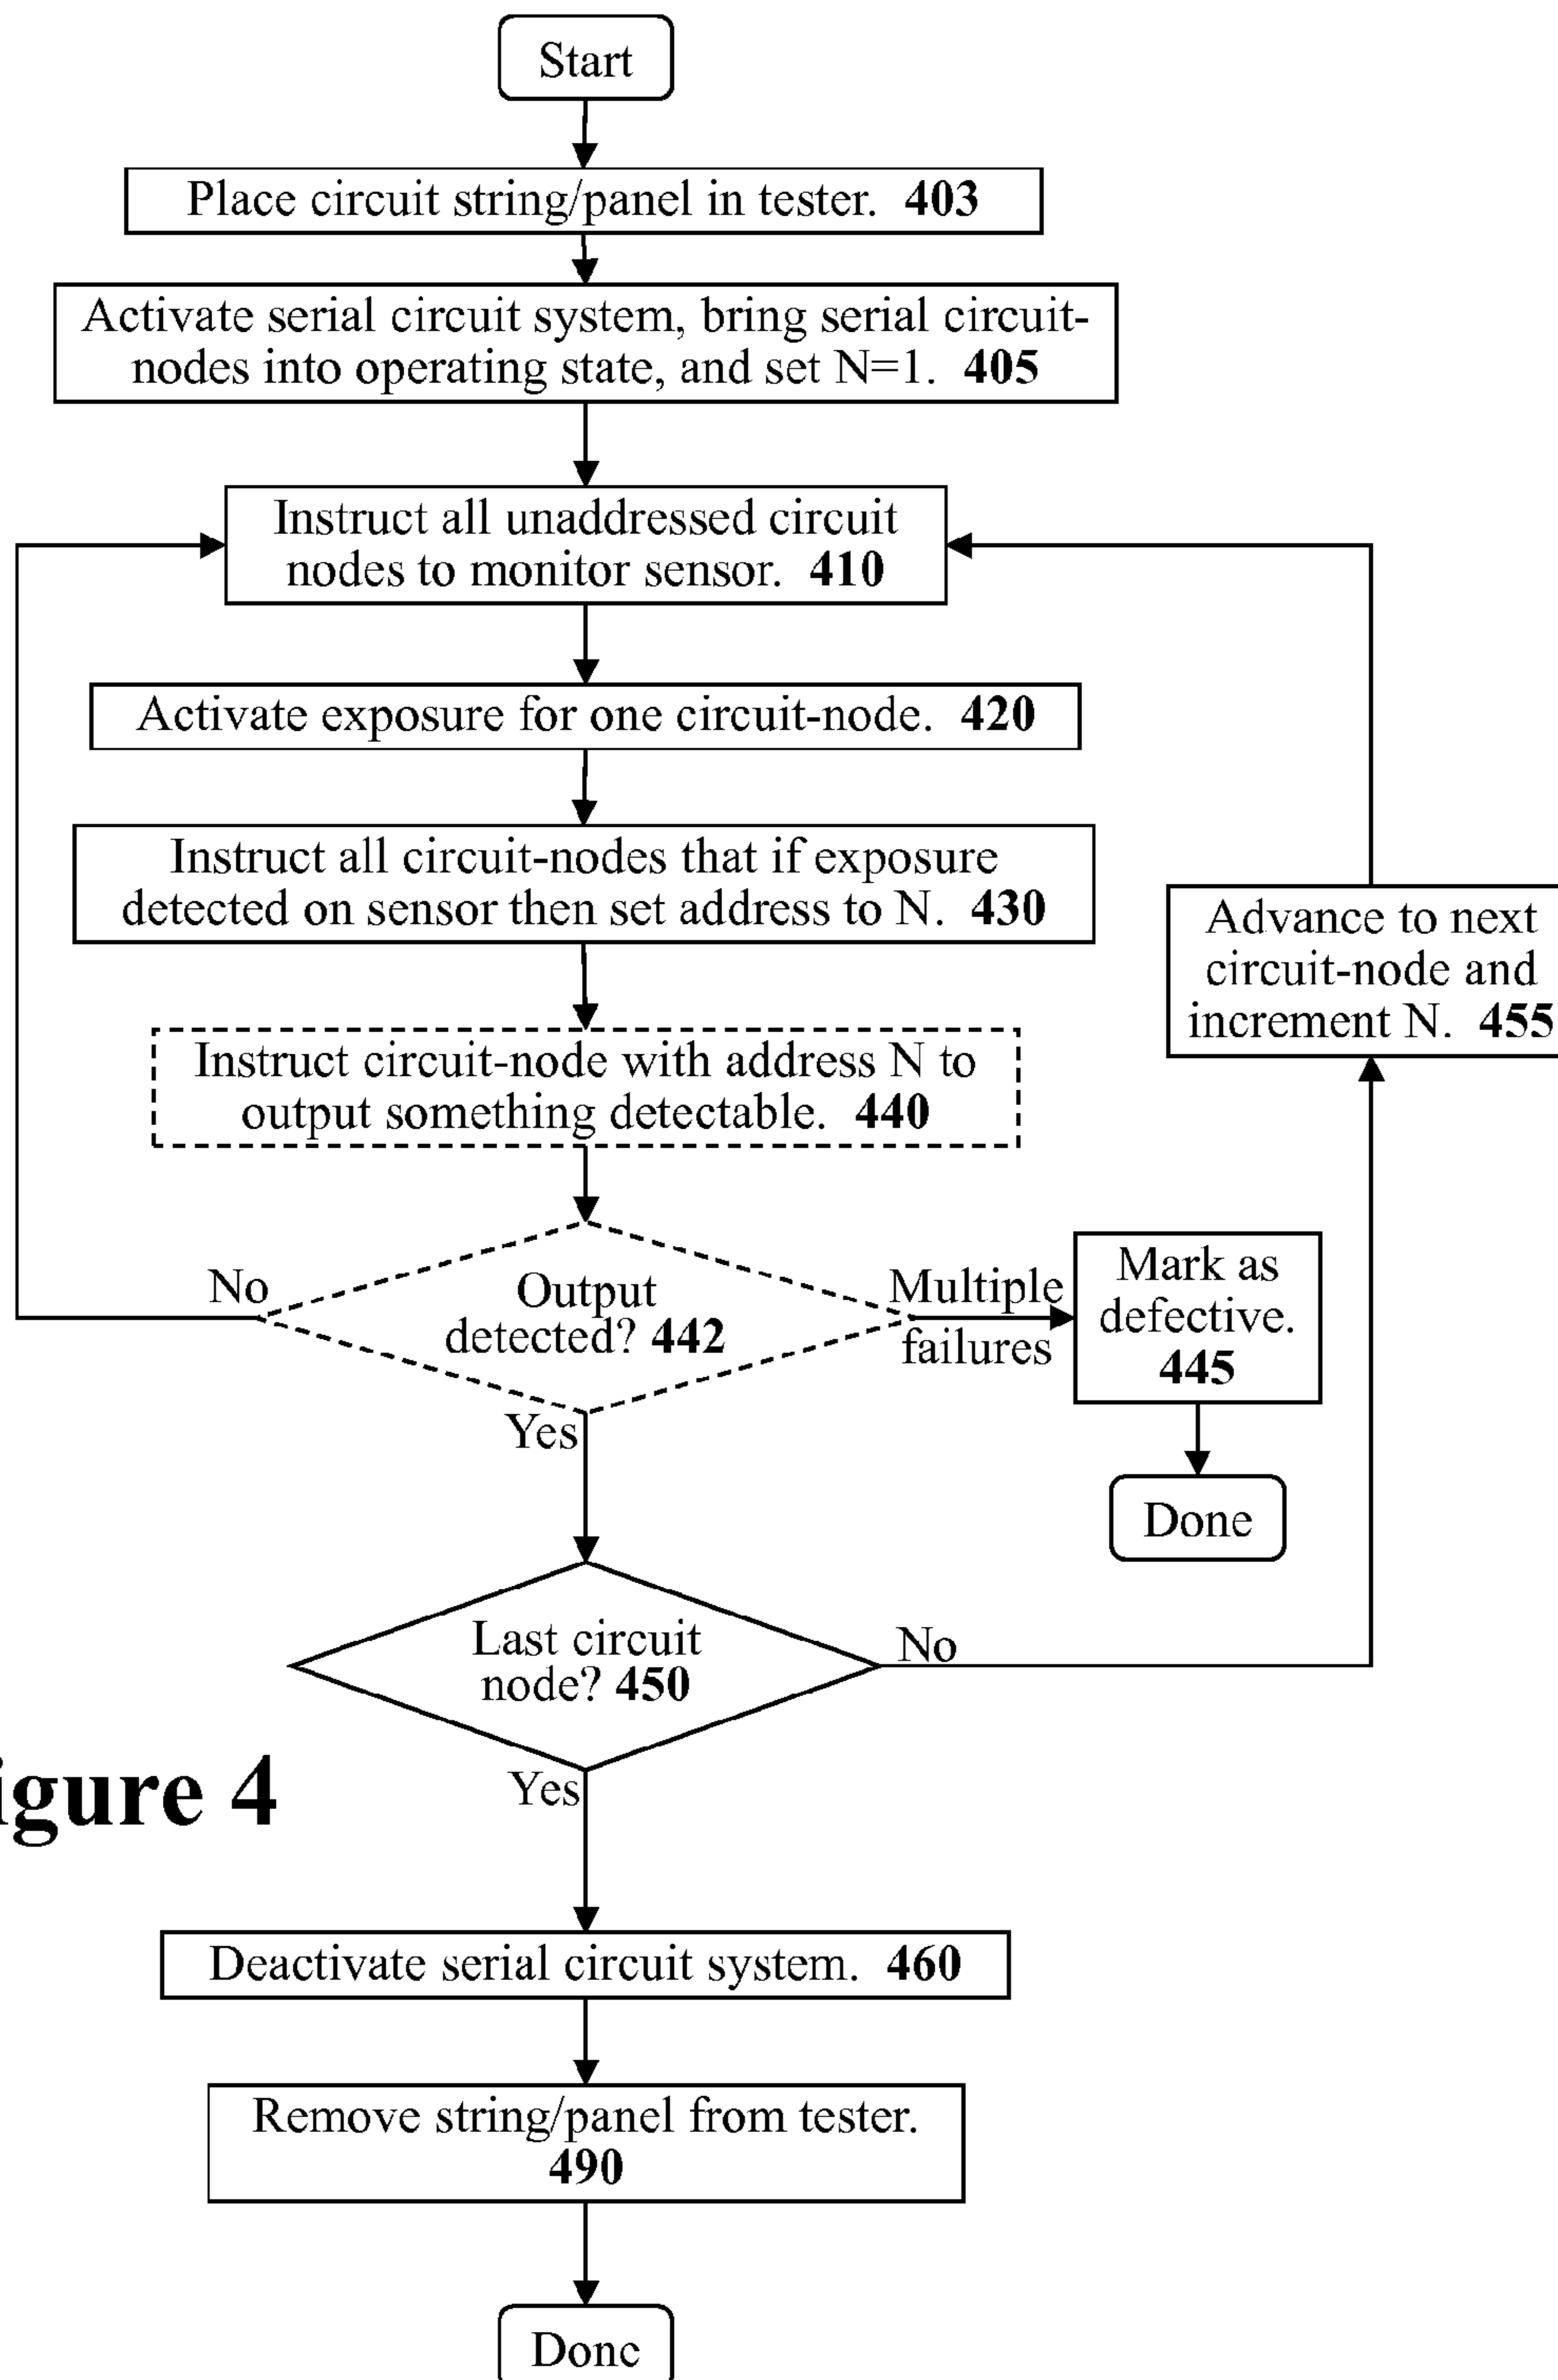 Start
Place circuit string/panel in tester. 403
Activate serial circuit system, bring serial circuit-
nodes into operating state, and set N=1. 405
Instruct all unaddressed circuit
nodes to monitor sensor. 410
Activate exposure for one circuit-node. 420
Instruct all circuit-nodes that if exposure
detected on sensor then set address to N. 430
Advance to next
circuit-node and
increment N. 455
Instruct circuit-node with address N to
output something detectable. 440
No
Output
detected? 442
Multiple
failures
Mark as
defective.
445
Yes
Done
Last circuit
node? 450
No
Yes
igure 4
Deactivate serial circuit system. 460
Remove string/panel from tester.
490
Done